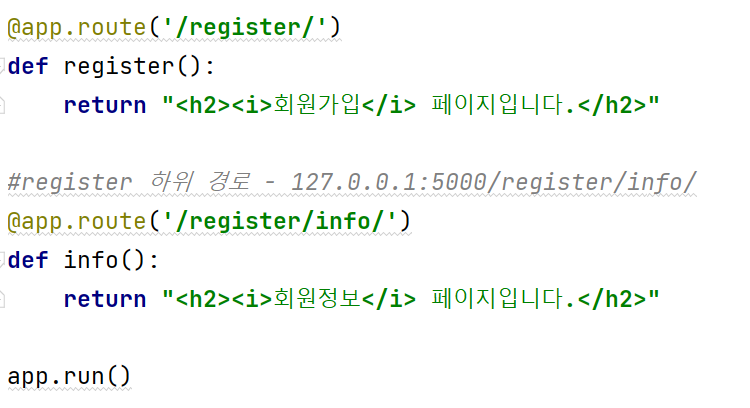 @app.route('/register/')
def register():
    return "<h2><i>회원가입</i> 페이지입니다.</h2>"
#register 하위 경로 - 127.0.0.1:5000/register/info/
@app.route('/register/info/')
def info():
    return "<h2><i>회원정보</i> 페이지입니다.</h2>"
app.run()